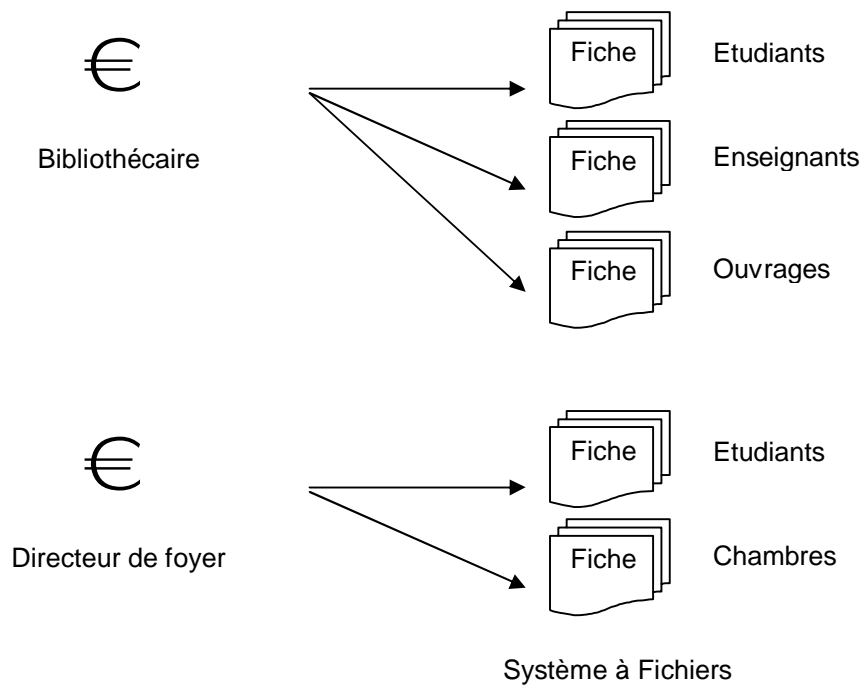 Fiche Etudiants
€
Bibliothécaire
Fiche Enseignants
Fiche Ouvrages
Fiche Etudiants
€
Directeur de foyer
Fiche Chambres
Système à Fichiers